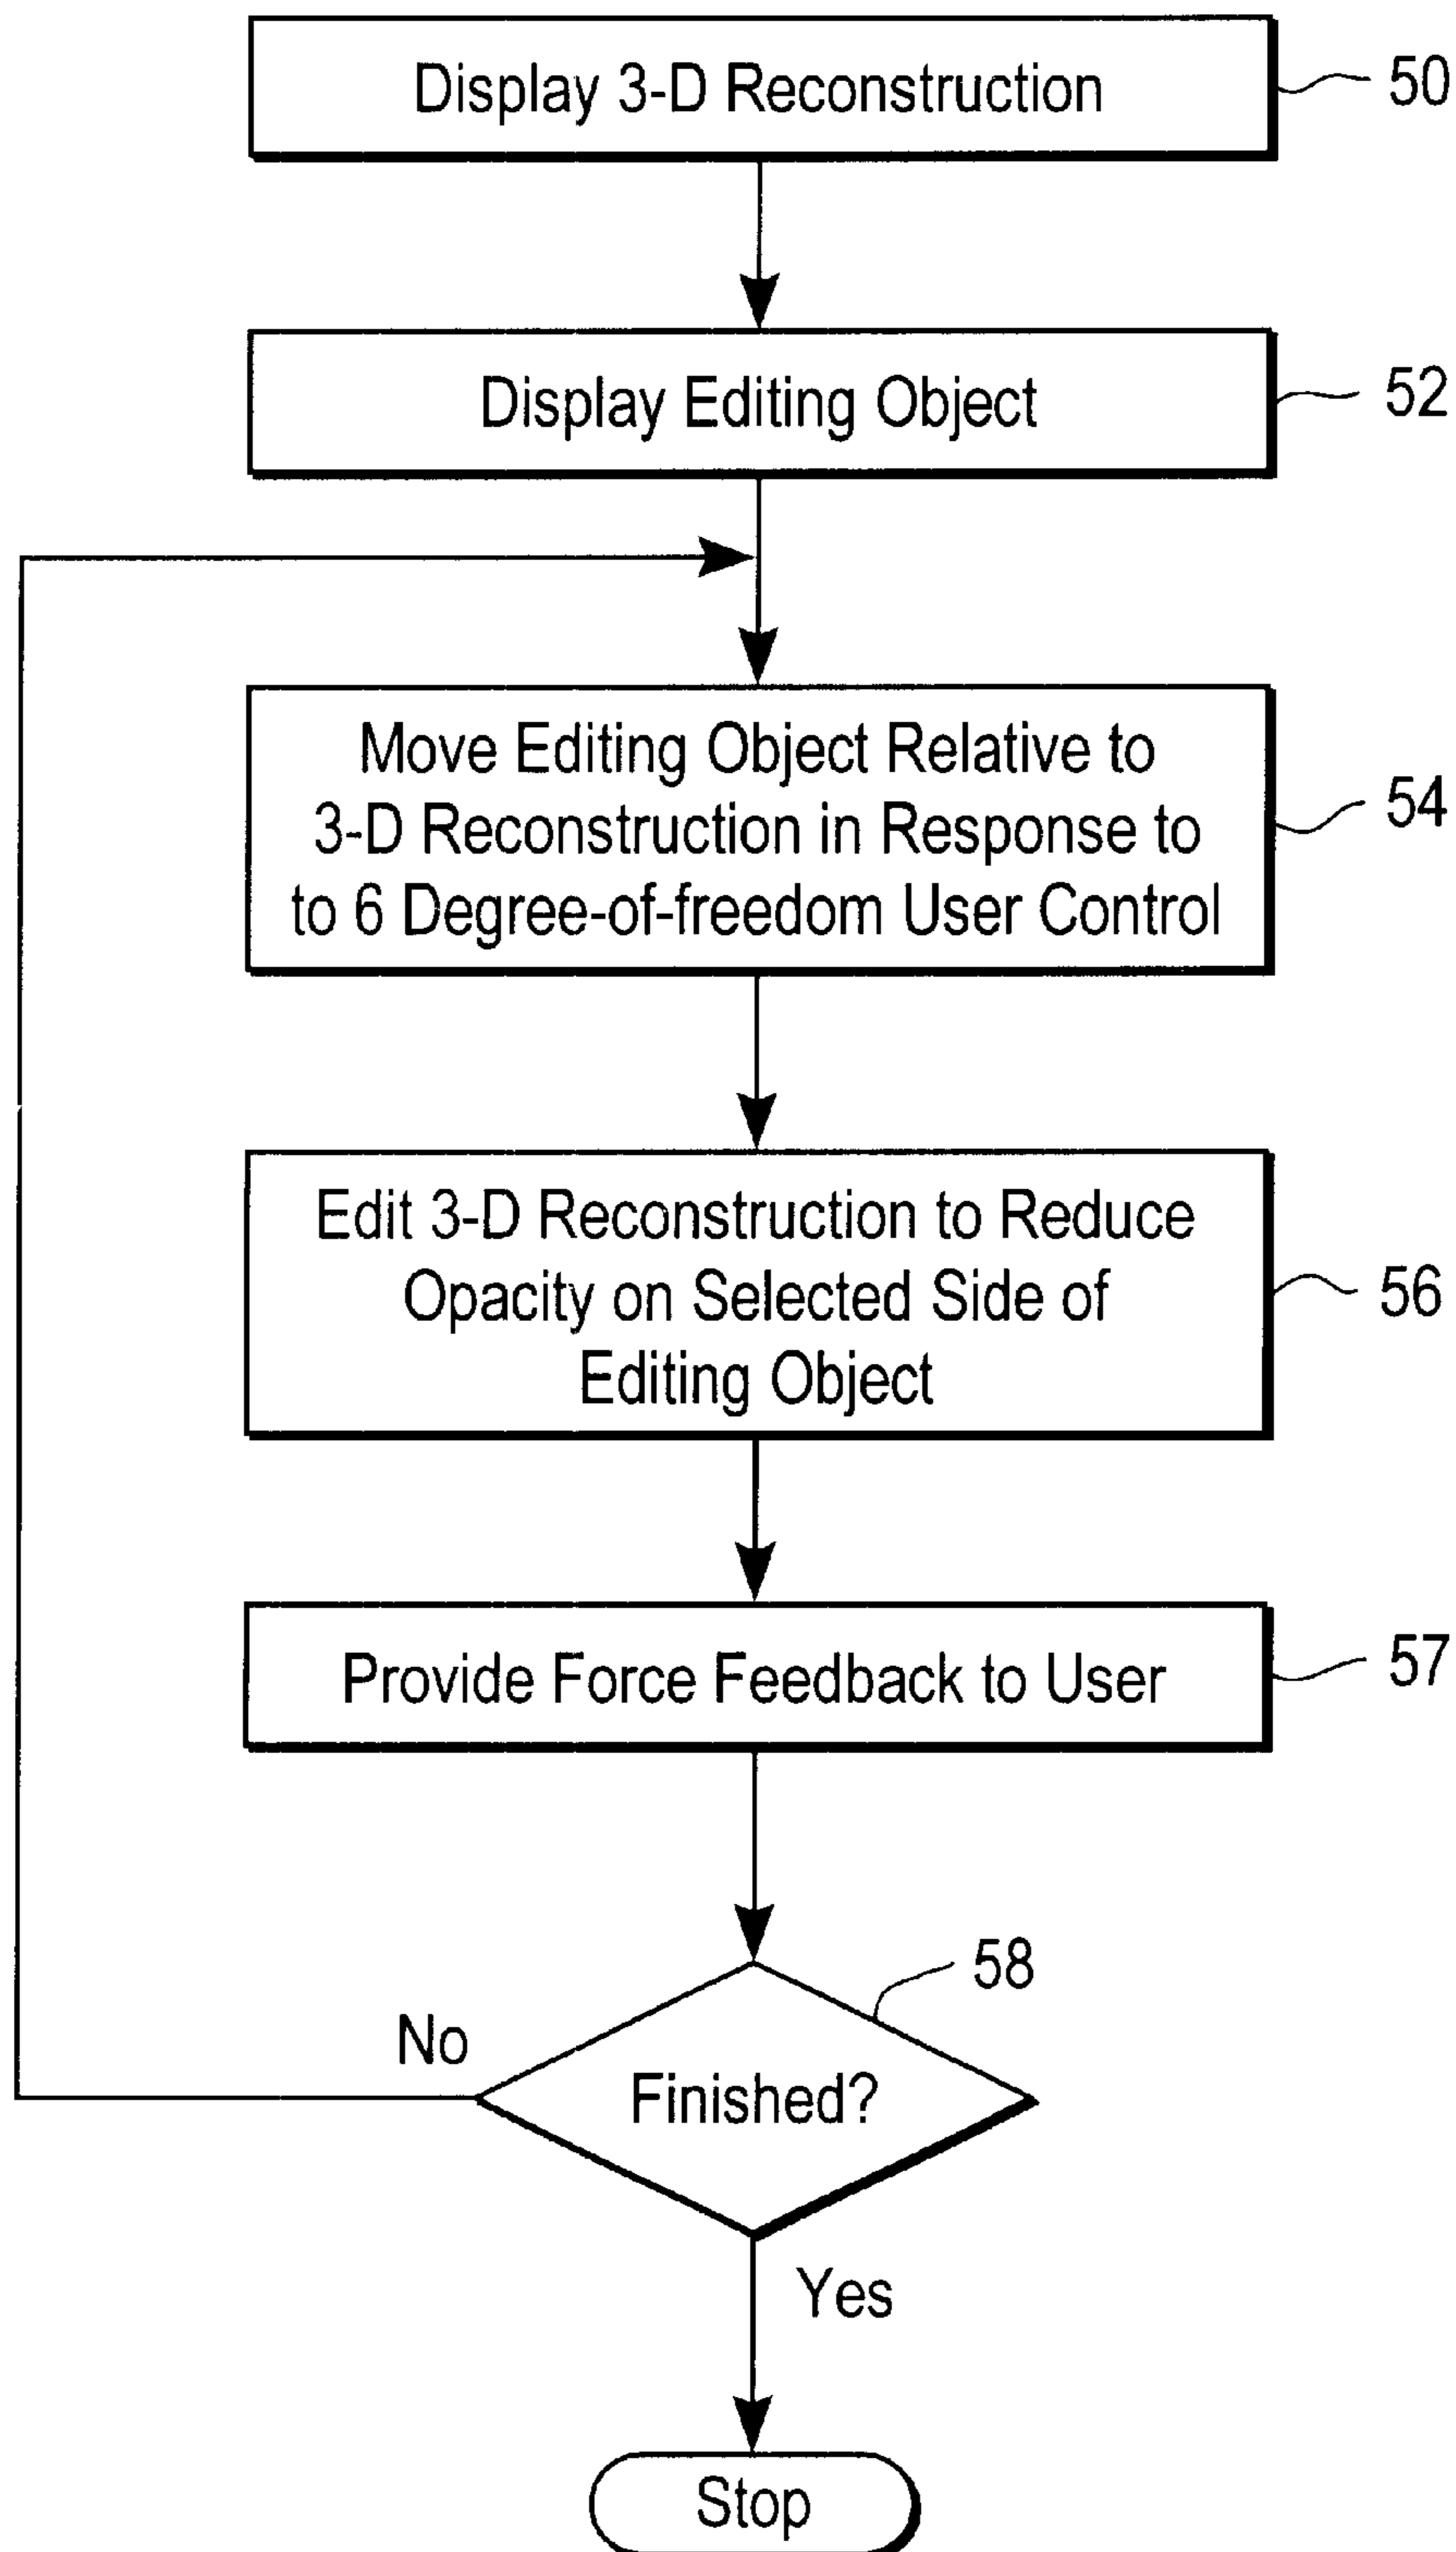 Display 3-D Reconstruction
50
Display Editing Object
52
Move Editing Object Relative to
3-D Reconstruction in Response to
to 6 Degree-of-freedom User Control
54
Edit 3-D Reconstruction to Reduce
Opacity on Selected Side of
Editing Object
56
Provide Force Feedback to User
57
58
No
Finished?
Yes
Stop